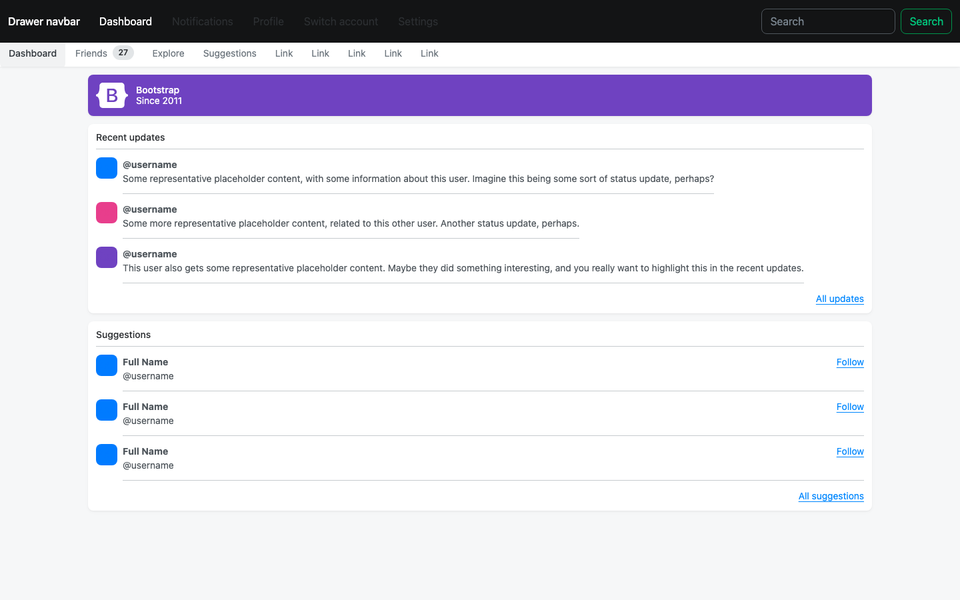 Drawer navbar Dashboard Notifications Profile Switch account Settings Search Search
Dashboard Friends 27 Explore Suggestions Link Link Link Link Link
B
Bootstrap
Since 2011
Recent updates
@username
Some representative placeholder content, with some information about this user. Imagine this being some sort of status update, perhaps?
@username
Some more representative placeholder content, related to this other user. Another status update, perhaps.
@username
This user also gets some representative placeholder content. Maybe they did something interesting, and you really want to highlight this in the recent updates.
All updates
Suggestions
Full Name Follow
@username
Full Name Follow
@username
Full Name Follow
@username
All suggestions